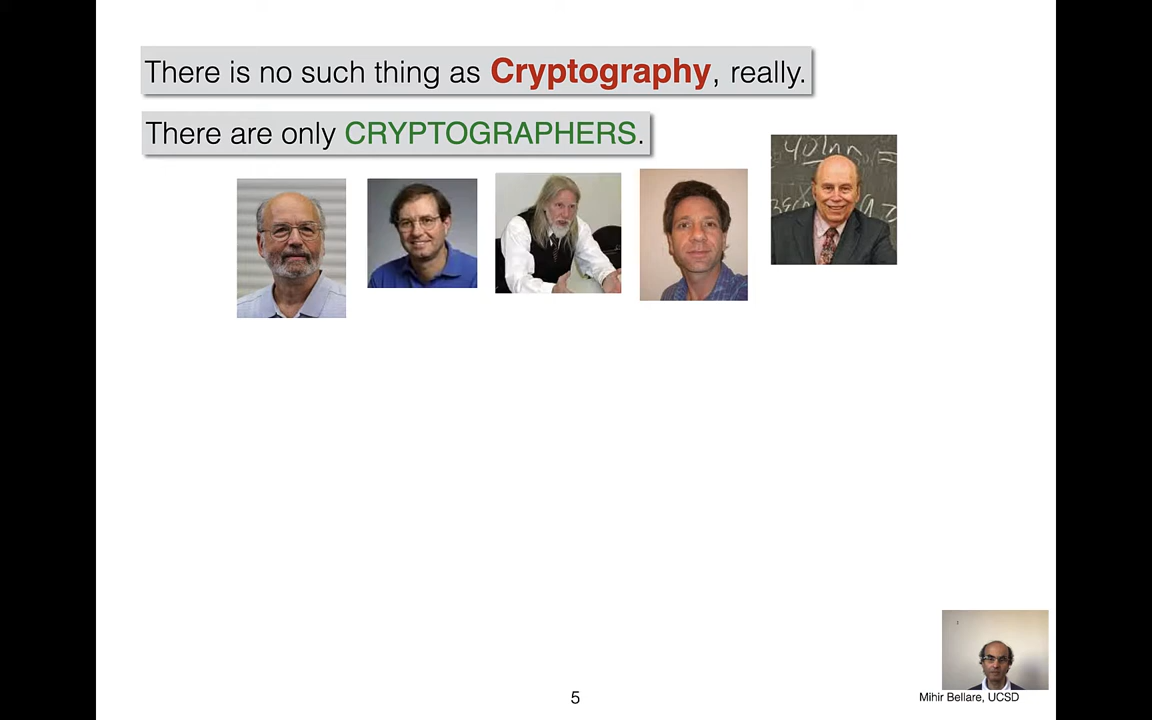 There is no such thing as Cryptography, really.
There are only CRYPTOGRAPHERS.
5
Mihir Bellare, UCSD